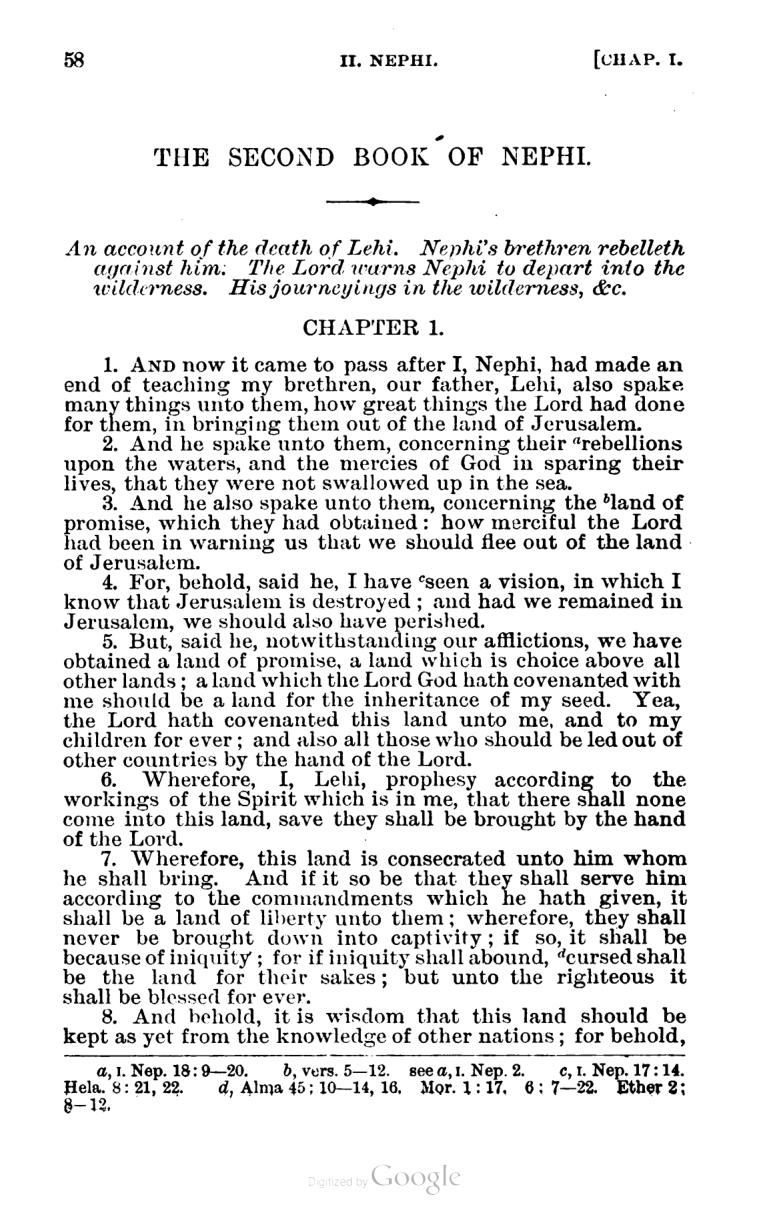 58 II. NEPHI. [CHAP. I.
THE SECOND BOOK OF NEPHI.
An account of the death of Lehi. Nephi's brethren rebelleth
against him. The Lord warns Nephi to depart into the
wilderness. His journeyings in the wilderness, &c.
CHAPTER 1.
1. AND now it came to pass after I, Nephi, had made an
end of teaching my brethren, our father, Lehi, also spake
many things unto them, how great things the Lord had done
for them, in bringing them out of the land of Jerusalem.
2. And he spake unto them, concerning their ᵃrebellions
upon the waters, and the mercies of God in sparing their
lives, that they were not swallowed up in the sea.
3. And he also spake unto them, concerning the ᵇland of
promise, which they had obtained: how merciful the Lord
had been in warning us that we should flee out of the land
of Jerusalem.
4. For, behold, said he, I have ᶜseen a vision, in which I
know that Jerusalem is destroyed; and had we remained in
Jerusalem, we should also have perished.
5. But, said he, notwithstanding our afflictions, we have
obtained a land of promise, a land which is choice above all
other lands; a land which the Lord God hath covenanted with
me should be a land for the inheritance of my seed. Yea,
the Lord hath covenanted this land unto me, and to my
children for ever; and also all those who should be led out of
other countries by the hand of the Lord.
6. Wherefore, I, Lehi, prophesy according to the
workings of the Spirit which is in me, that there shall none
come into this land, save they shall be brought by the hand
of the Lord.
7. Wherefore, this land is consecrated unto him whom
he shall bring. And if it so be that they shall serve him
according to the commandments which he hath given, it
shall be a land of liberty unto them; wherefore, they shall
never be brought down into captivity; if so, it shall be
because of iniquity; for if iniquity shall abound, ᵈcursed shall
be the land for their sakes; but unto the righteous it
shall be blessed for ever.
8. And behold, it is wisdom that this land should be
kept as yet from the knowledge of other nations; for behold,
a, I. Nep. 18:9—20. b, vers. 5—12. see a, I. Nep. 2. c, I. Nep. 17:14.
Hela. 8:21, 22. d, Alma 45:10—14, 16. Mor. 1:17. 6:7—22. Ether 2:
8—12.
Digitized by Google